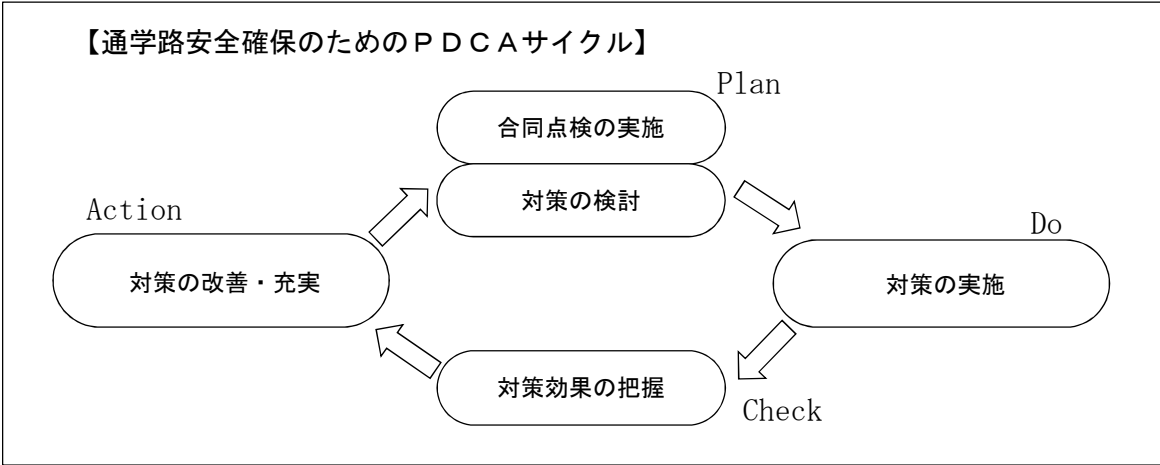 【通学路安全確保のためのＰＤＣＡサイクル】
Plan
合同点検の実施
対策の検討
Action
対策の改善・充実
Do
対策の実施
対策効果の把握
Check